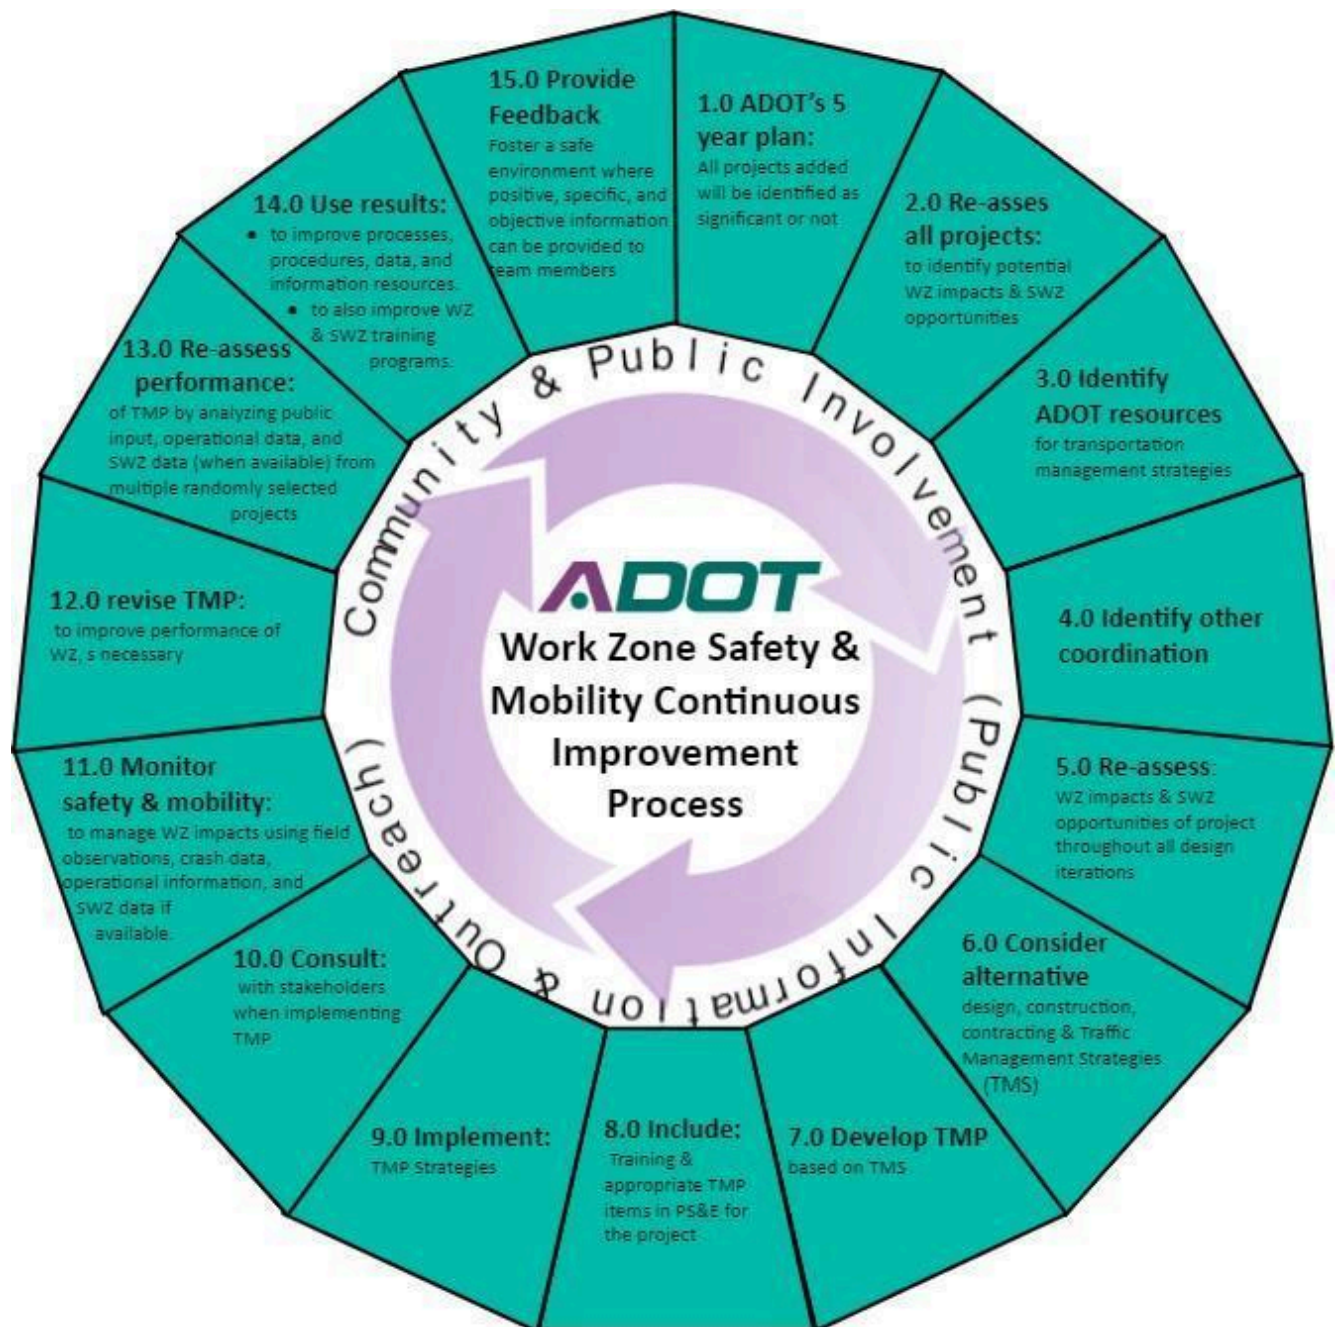 15.0 Provide
Feedback
Foster a safe
environment where
positive, specific, and
objective information
can be provided to
team members
1.0 ADOT's 5
year plan:
All projects added
will be identified as
significant or not
2.0 Re-asses
all projects:
to identify potential
WZ impacts & SWZ
opportunities
3.0 Identify
ADOT resources
for transportation
management strategies
4.0 Identify other
coordination
5.0 Re-assess:
WZ impacts & SWZ
opportunities of project
throughout all design
iterations
6.0 Consider
alternative
design, construction,
contracting & Traffic
Management Strategies
(TMS)
7.0 Develop TMP
based on TMS
8.0 Include:
Training &
appropriate TMP
items in PS&E for
the project
9.0 Implement:
TMP Strategies
10.0 Consult:
with stakeholders
when implementing
TMP
11.0 Monitor
safety & mobility:
to manage WZ impacts using field
observations, crash data,
operational information, and
SWZ data if
available.
12.0 revise TMP:
to improve performance of
WZ, s necessary
13.0 Re-assess
performance:
of TMP by analyzing public
input, operational data, and
SWZ data (when available) from
multiple randomly selected
projects
14.0 Use results:
• to improve processes,
procedures, data, and
information resources.
• to also improve WZ
& SWZ training
programs.
Community & Public Involvement (Public Information & Outreach)
ADOT
Work Zone Safety &
Mobility Continuous
Improvement
Process